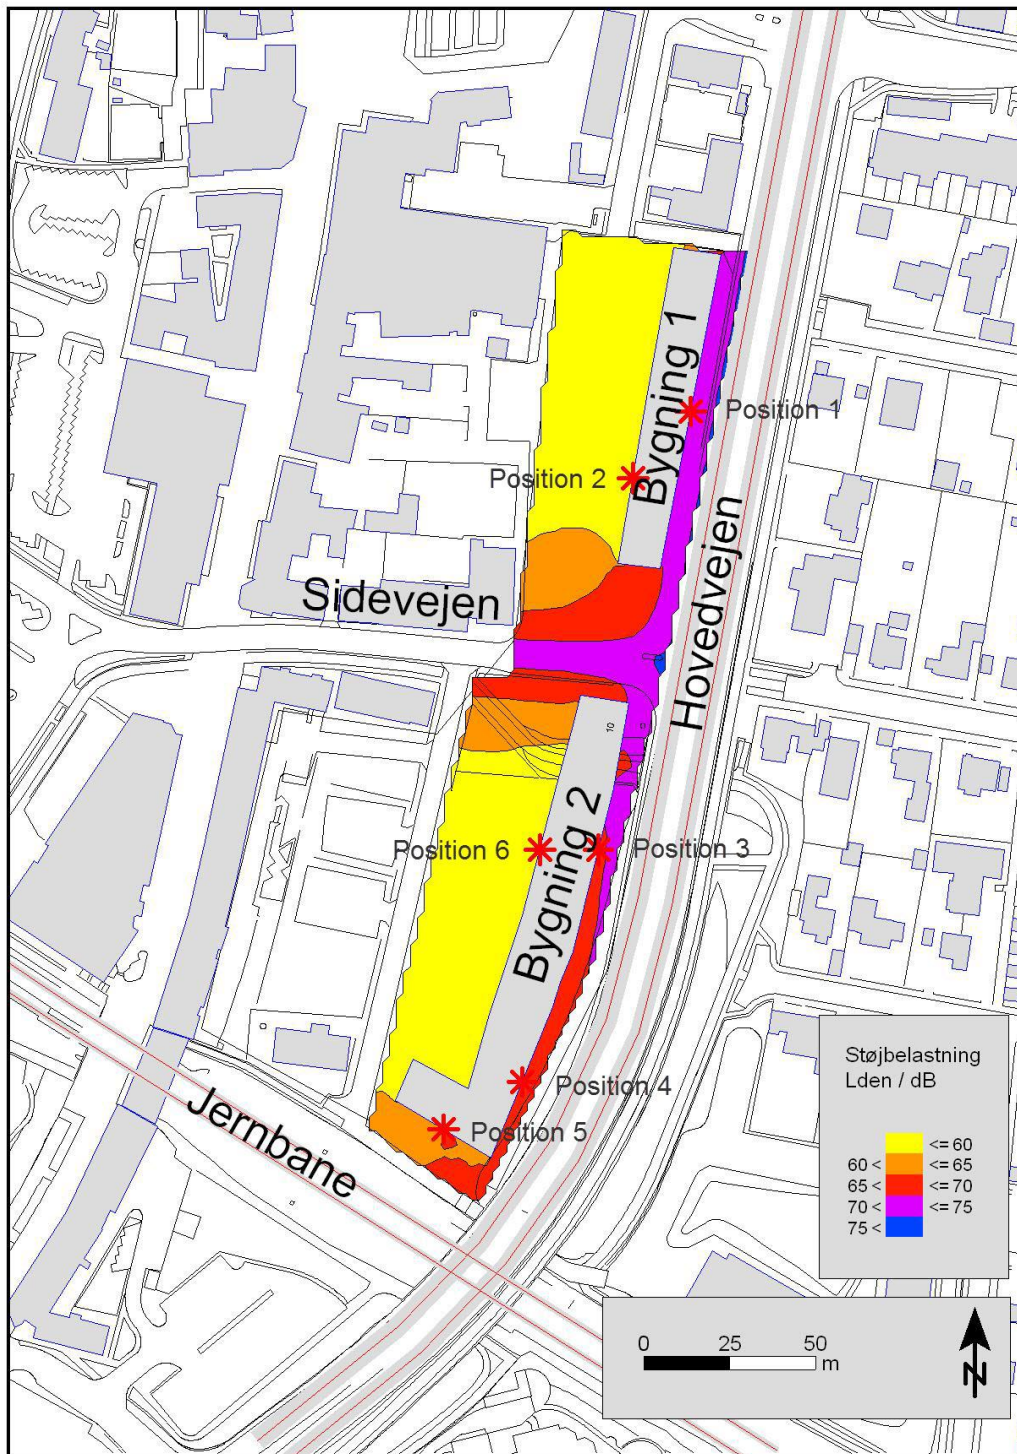 Bygning 1
Position 1
Position 2
Hovedvejen
Sidevejen
10
Bygning 2
Position 6
Position 3
Position 4
Position 5
Jernbane
Støjbelastning
Lden / dB
<= 60
60 < <= 65
65 < <= 70
70 < <= 75
75 <
0 25 50
m
N